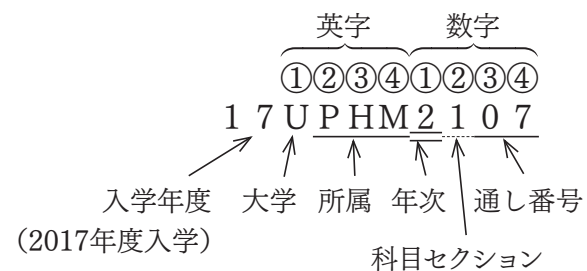 英字 数字
①②③④①②③④
17UPHM2107
入学年度 大学 所属 年次 通し番号
（2017年度入学）
科目セクション